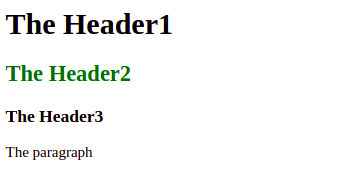 The Header1
The Header2
The Header3
The paragraph